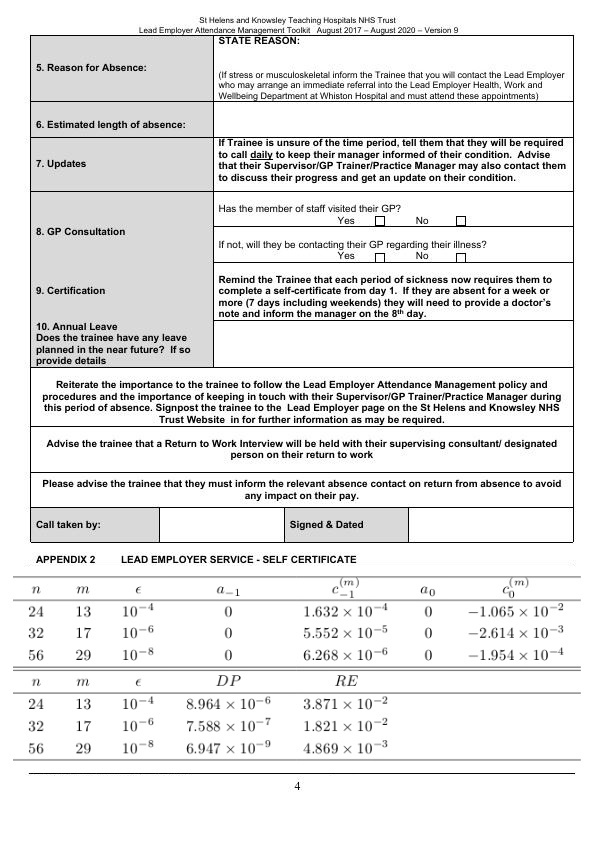 St Helens and Knowsley Teaching Hospitals NHS Trust
Lead Employer Attendance Management Toolkit August 2017 – August 2020 – Version 9
5. Reason for Absence:
STATE REASON:
(If stress or musculoskeletal inform the Trainee that you will contact the Lead Employer
who may arrange an immediate referral into the Lead Employer Health, Work and
Wellbeing Department at Whiston Hospital and must attend these appointments)
6. Estimated length of absence:
7. Updates
If Trainee is unsure of the time period, tell them that they will be required
to call daily to keep their manager informed of their condition. Advise
that their Supervisor/GP Trainer/Practice Manager may also contact them
to discuss their progress and get an update on their condition.
8. GP Consultation
Has the member of staff visited their GP?
Yes ☐ No ☐
If not, will they be contacting their GP regarding their illness?
Yes ☐ No ☐
9. Certification
Remind the Trainee that each period of sickness now requires them to
complete a self-certificate from day 1. If they are absent for a week or
more (7 days including weekends) they will need to provide a doctor's
note and inform the manager on the 8th day.
10. Annual Leave
Does the trainee have any leave
planned in the near future? If so
provide details
Reiterate the importance to the trainee to follow the Lead Employer Attendance Management policy and
procedures and the importance of keeping in touch with their Supervisor/GP Trainer/Practice Manager during
this period of absence. Signpost the trainee to the Lead Employer page on the St Helens and Knowsley NHS
Trust Website in for further information as may be required.
Advise the trainee that a Return to Work Interview will be held with their supervising consultant/ designated
person on their return to work
Please advise the trainee that they must inform the relevant absence contact on return from absence to avoid
any impact on their pay.
Call taken by: Signed & Dated
APPENDIX 2 LEAD EMPLOYER SERVICE - SELF CERTIFICATE
n m ϵ a₋₁ c₋₁^(m) a₀ c₀^(m)
24 13 10⁻⁴ 0 1.632 × 10⁻⁴ 0 −1.065 × 10⁻²
32 17 10⁻⁶ 0 5.552 × 10⁻⁵ 0 −2.614 × 10⁻³
56 29 10⁻⁸ 0 6.268 × 10⁻⁶ 0 −1.954 × 10⁻⁴
n m ϵ DP RE
24 13 10⁻⁴ 8.964 × 10⁻⁶ 3.871 × 10⁻²
32 17 10⁻⁶ 7.588 × 10⁻⁷ 1.821 × 10⁻²
56 29 10⁻⁸ 6.947 × 10⁻⁹ 4.869 × 10⁻³
4